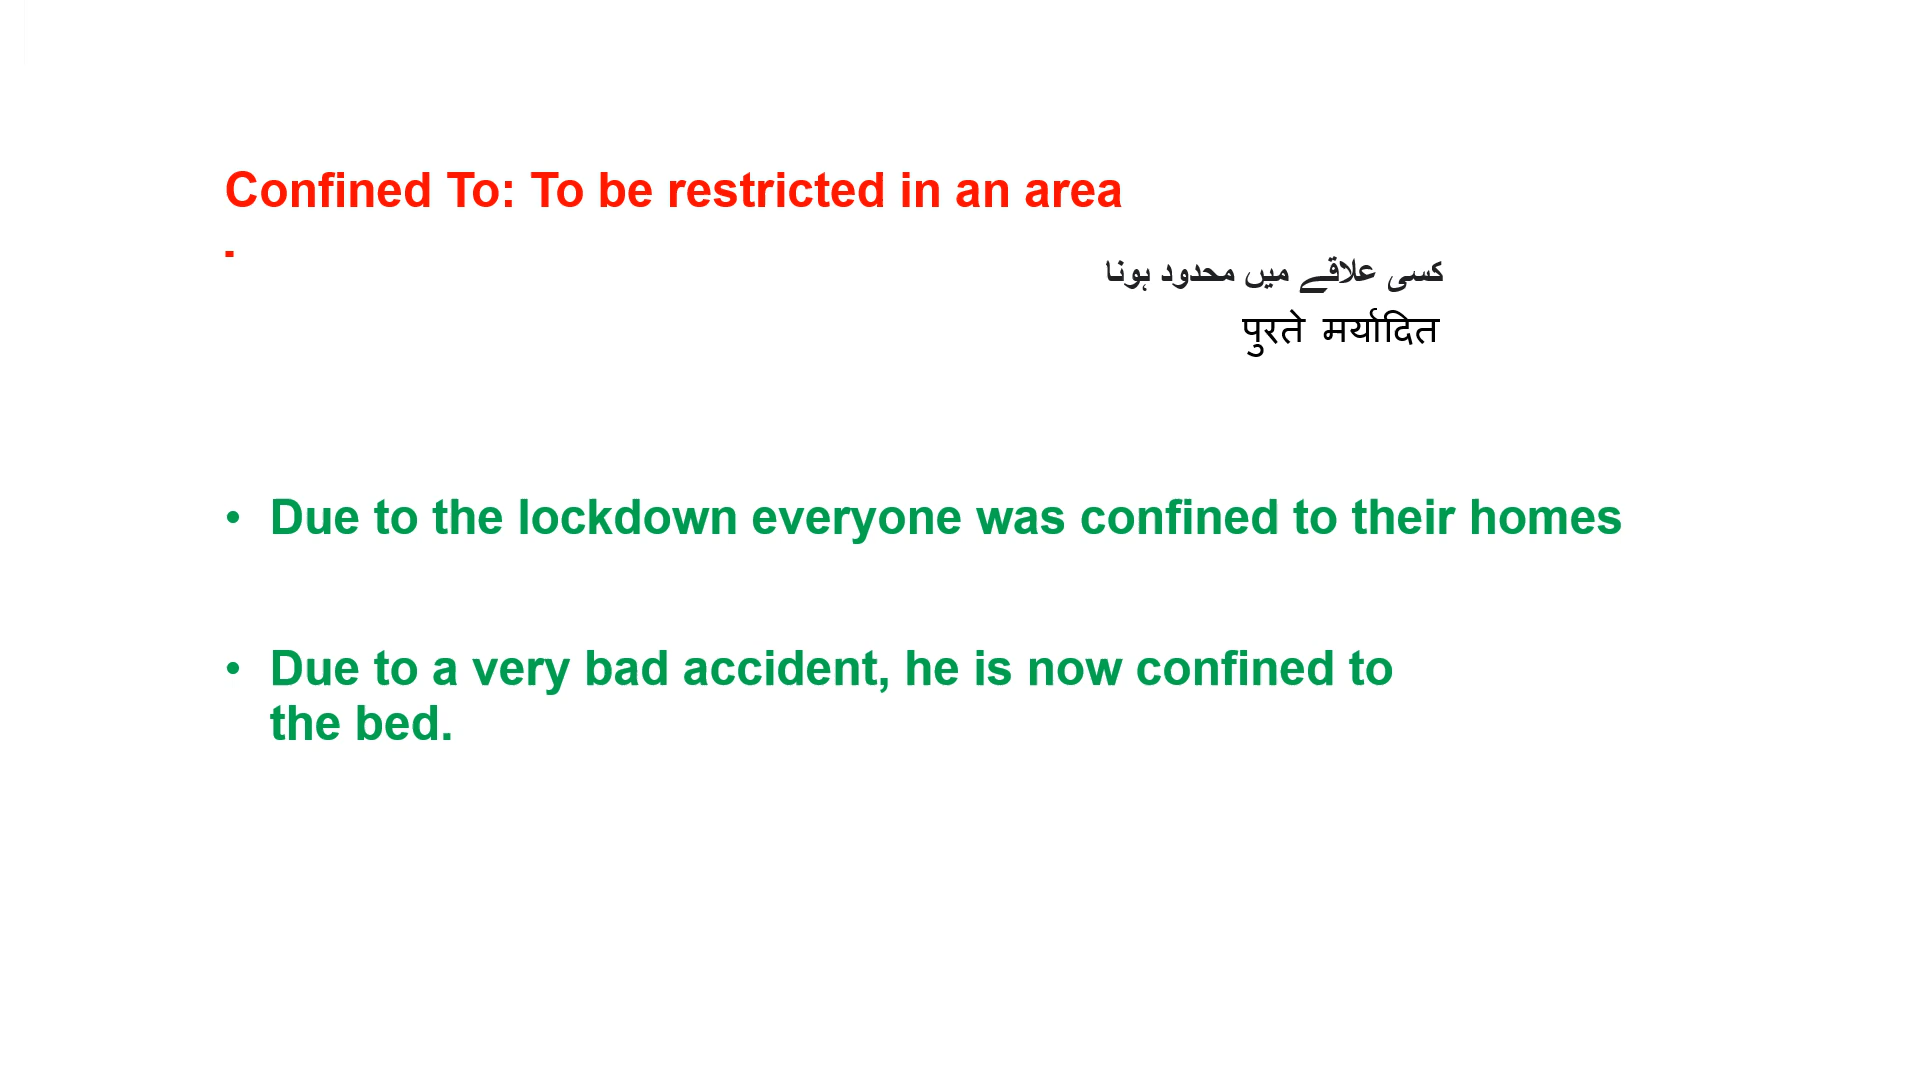 Confined To: To be restricted in an area
.
کسی علاقے میں محدود ہونا
पुरते मर्यादित
• Due to the lockdown everyone was confined to their homes
• Due to a very bad accident, he is now confined to
the bed.